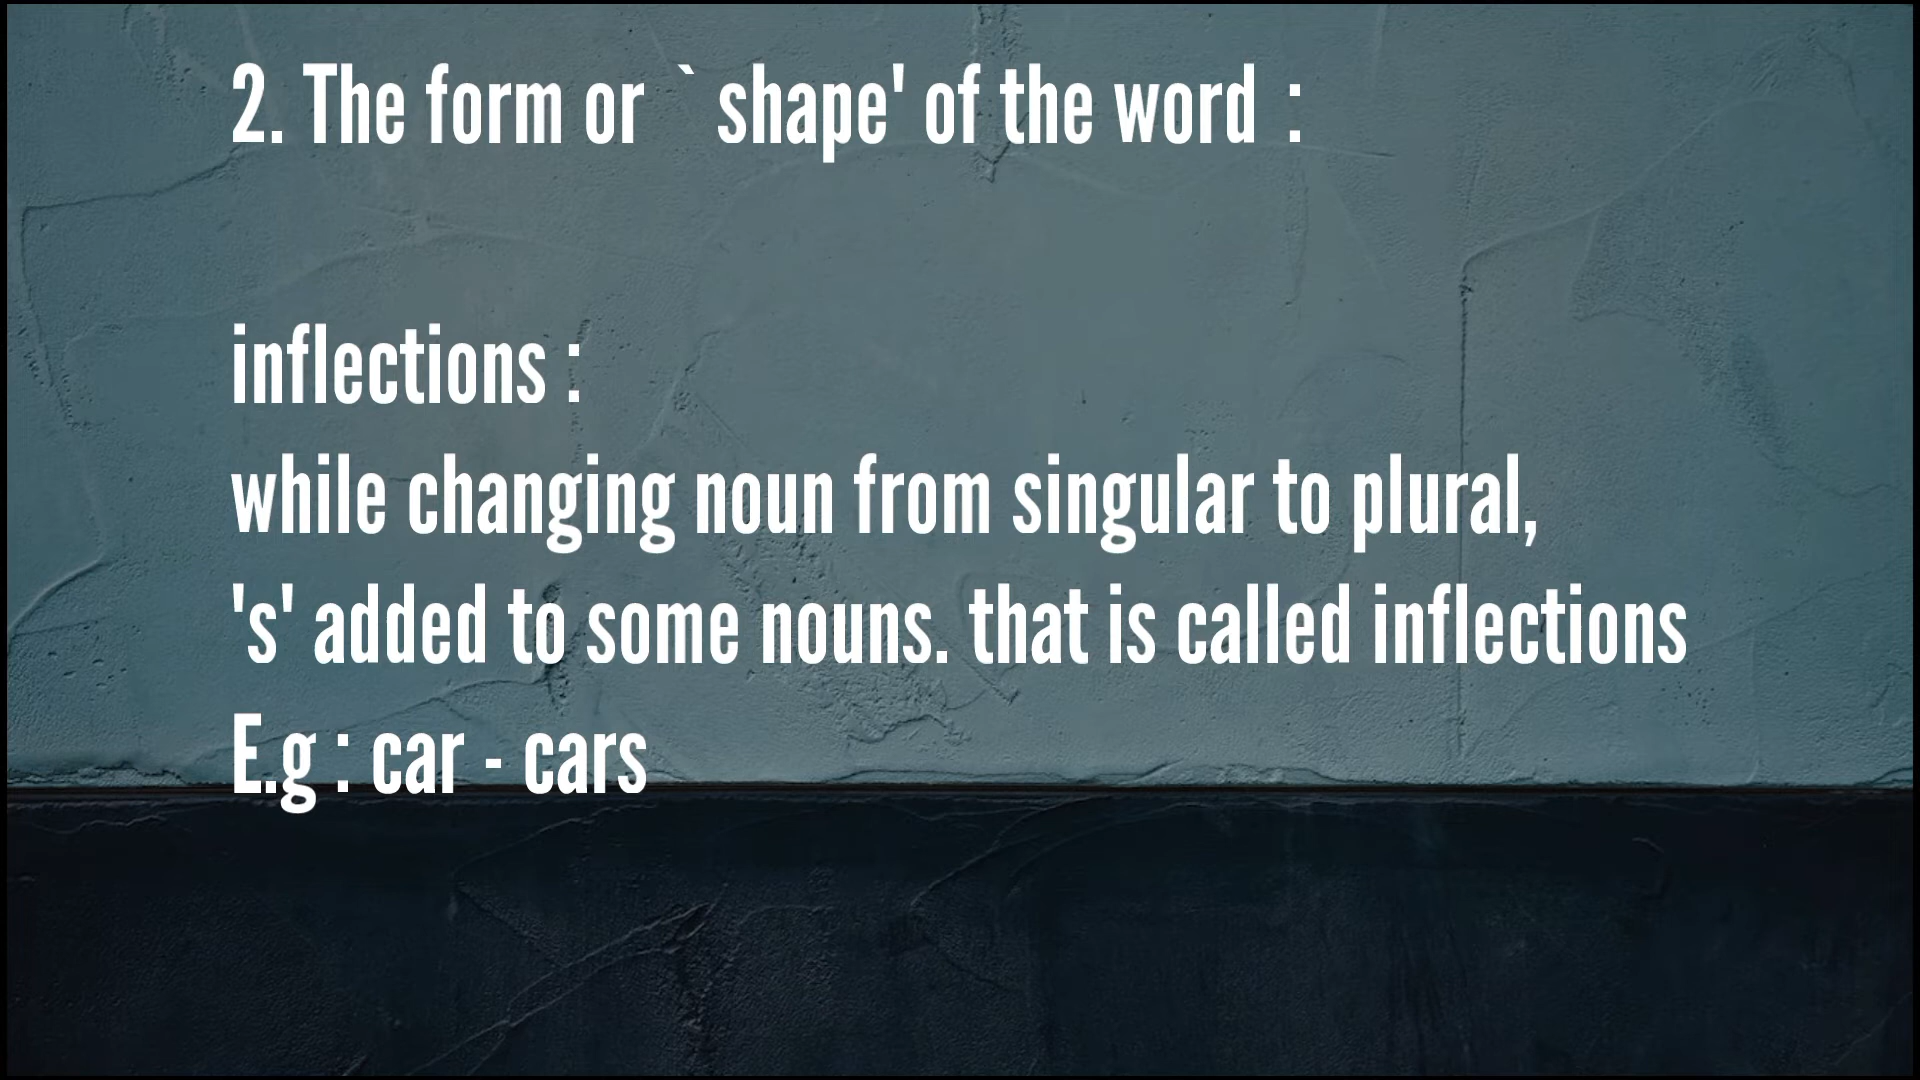 2. The form or ` shape' of the word :
inflections :
while changing noun from singular to plural,
's' added to some nouns. that is called inflections
E.g : car - cars